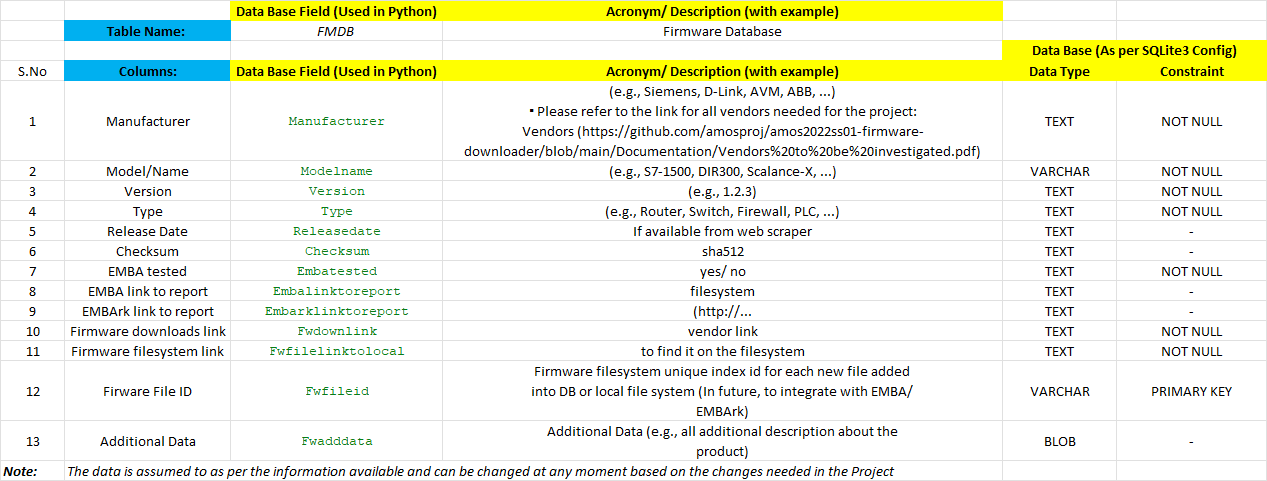 Data Base Field (Used in Python) Acronym/ Description (with example)
Table Name: FMDB Firmware Database
Data Base (As per SQLite3 Config)
S.No Columns: Data Base Field (Used in Python) Acronym/ Description (with example) Data Type Constraint
(e.g., Siemens, D-Link, AVM, ABB, ...)
▪ Please refer to the link for all vendors needed for the project:
1 Manufacturer Manufacturer Vendors (https://github.com/amosproj/amos2022ss01-firmware- TEXT NOT NULL
downloader/blob/main/Documentation/Vendors%20to%20be%20investigated.pdf)
2 Model/Name Modelname (e.g., S7-1500, DIR300, Scalance-X, ...) VARCHAR NOT NULL
3 Version Version (e.g., 1.2.3) TEXT NOT NULL
4 Type Type (e.g., Router, Switch, Firewall, PLC, ...) TEXT NOT NULL
5 Release Date Releasedate If available from web scraper TEXT -
6 Checksum Checksum sha512 TEXT -
7 EMBA tested Embatested yes/ no TEXT NOT NULL
8 EMBA link to report Embalinktoreport filesystem TEXT -
9 EMBArk link to report Embarklinktoreport (http://... TEXT -
10 Firmware downloads link Fwdownlink vendor link TEXT NOT NULL
11 Firmware filesystem link Fwfilelinktolocal to find it on the filesystem TEXT NOT NULL
Firmware filesystem unique index id for each new file added
12 Firware File ID Fwfileid into DB or local file system (In future, to integrate with EMBA/ VARCHAR PRIMARY KEY
EMBArk)
13 Additional Data Fwadddata Additional Data (e.g., all additional description about the BLOB -
product)
Note: The data is assumed to as per the information available and can be changed at any moment based on the changes needed in the Project